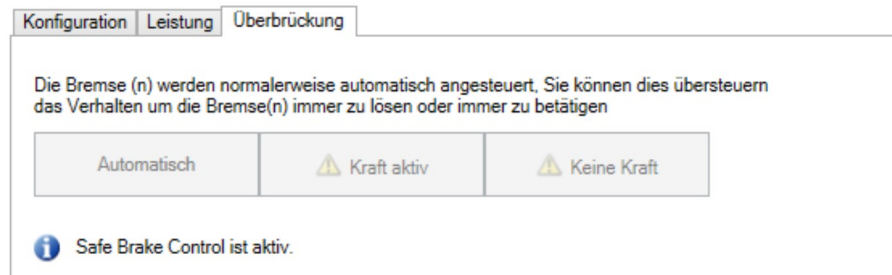 Konfiguration Leistung Überbrückung
Die Bremse (n) werden normalerweise automatisch angesteuert, Sie können dies übersteuern
das Verhalten um die Bremse(n) immer zu lösen oder immer zu betätigen
Automatisch Kraft aktiv Keine Kraft
Safe Brake Control ist aktiv.